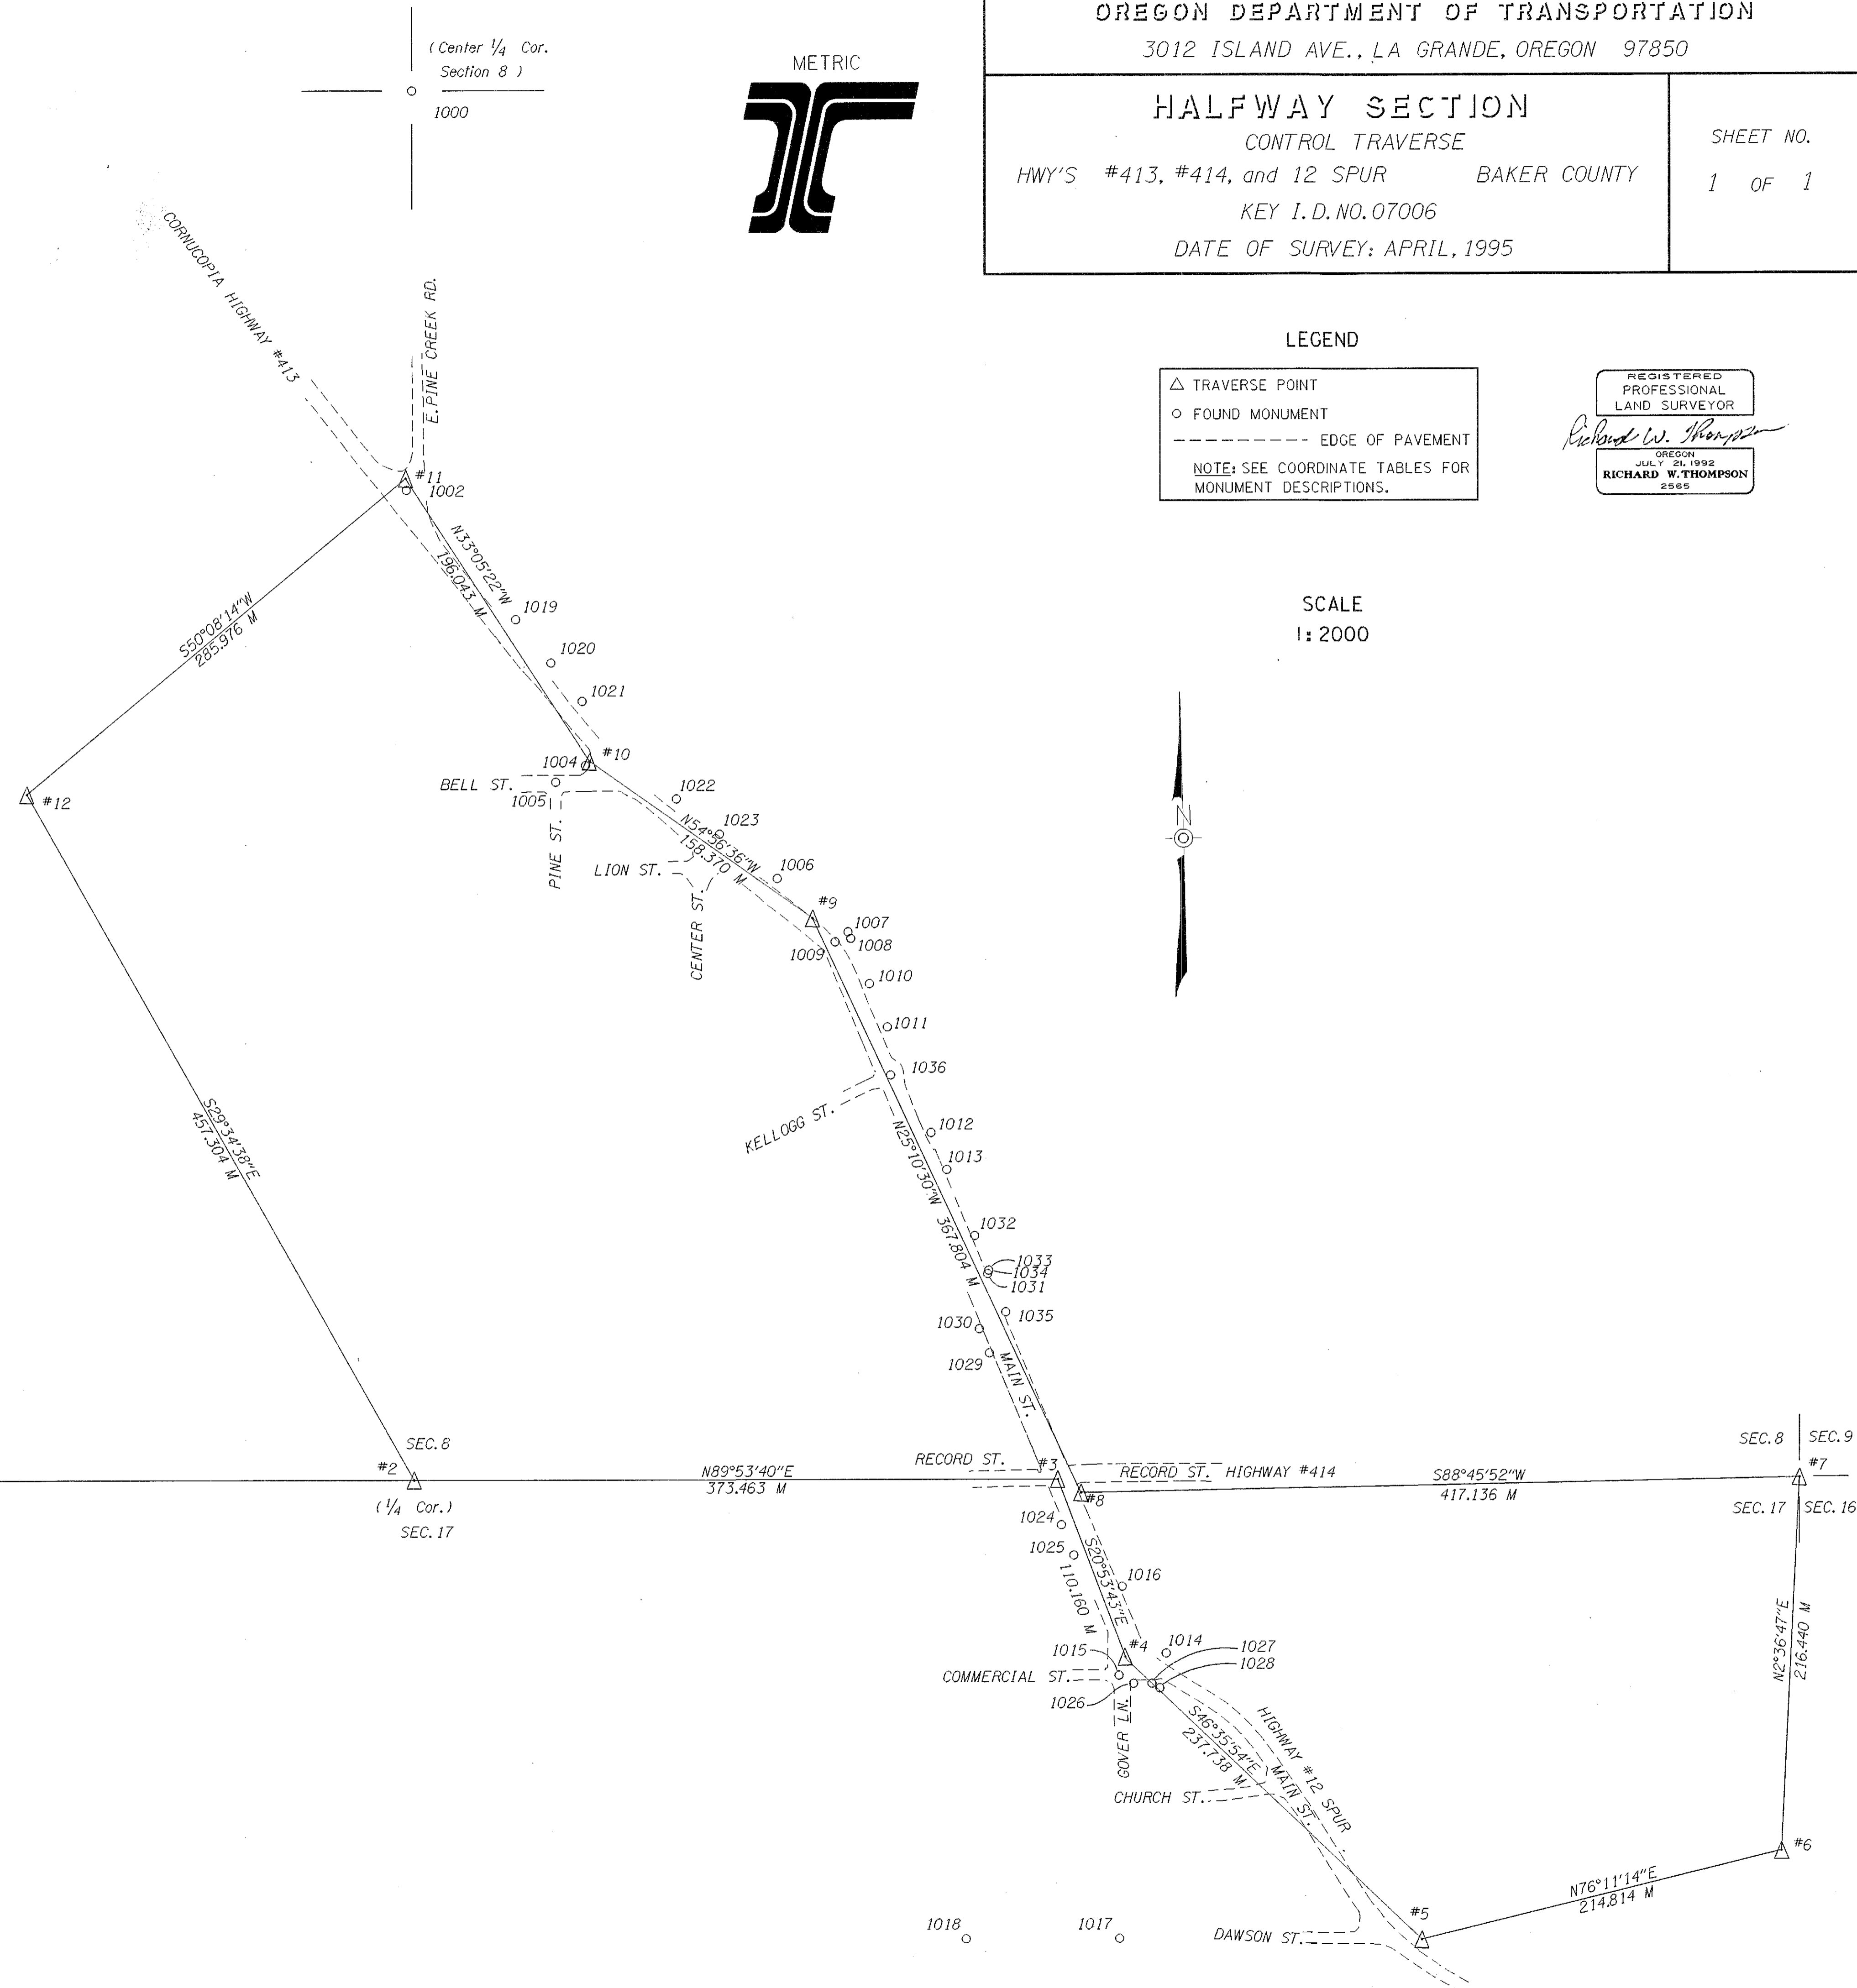 OREGON DEPARTMENT OF TRANSPORTATION
3012 ISLAND AVE., LA GRANDE, OREGON 97850
HALFWAY SECTION
CONTROL TRAVERSE
HWY'S #413, #414, and 12 SPUR BAKER COUNTY
KEY I.D. NO. 07006
DATE OF SURVEY: APRIL, 1995
SHEET NO.
1 OF 1
METRIC
(Center 1/4 Cor.
Section 8 )
1000
LEGEND
TRAVERSE POINT
FOUND MONUMENT
EDGE OF PAVEMENT
NOTE: SEE COORDINATE TABLES FOR
MONUMENT DESCRIPTIONS.
REGISTERED
PROFESSIONAL
LAND SURVEYOR
Richard W. Thompson
OREGON
JULY 21, 1992
RICHARD W. THOMPSON
2565
SCALE
1:2000
N
CORNUCOPIA HIGHWAY #413
E. PINE CREEK RD.
#11
1002
N33°05'22"W
196.043 M
S50°08'14"W
285.976 M
1019
1020
1021
#10
1004
BELL ST.
1005
PINE ST.
#12
1022
1023
N54°56'36"W
158.370 M
LION ST.
CENTER ST.
1006
#9
1007
1008
1009
1010
1011
1036
KELLOGG ST.
1012
1013
N25°10'30"W 367.804 M
1032
1033
1034
1031
1035
1030
1029
MAIN ST.
S29°34'38"E
457.304 M
SEC. 8
#2
(1/4 Cor.)
SEC. 17
N89°53'40"E
373.463 M
RECORD ST.
#3
RECORD ST. HIGHWAY #414
#8
S88°45'52"W
417.136 M
SEC. 8
SEC. 9
#7
SEC. 17
SEC. 16
1024
1025
S20°53'43"E
110.160 M
1016
#4
1014
1027
1028
1015
COMMERCIAL ST.
1026
GOVER LN.
S46°35'54"E
237.738 M
HIGHWAY #12 SPUR
MAIN ST.
CHURCH ST.
N2°36'47"E
216.440 M
#6
N76°11'14"E
214.814 M
#5
DAWSON ST.
1018
1017